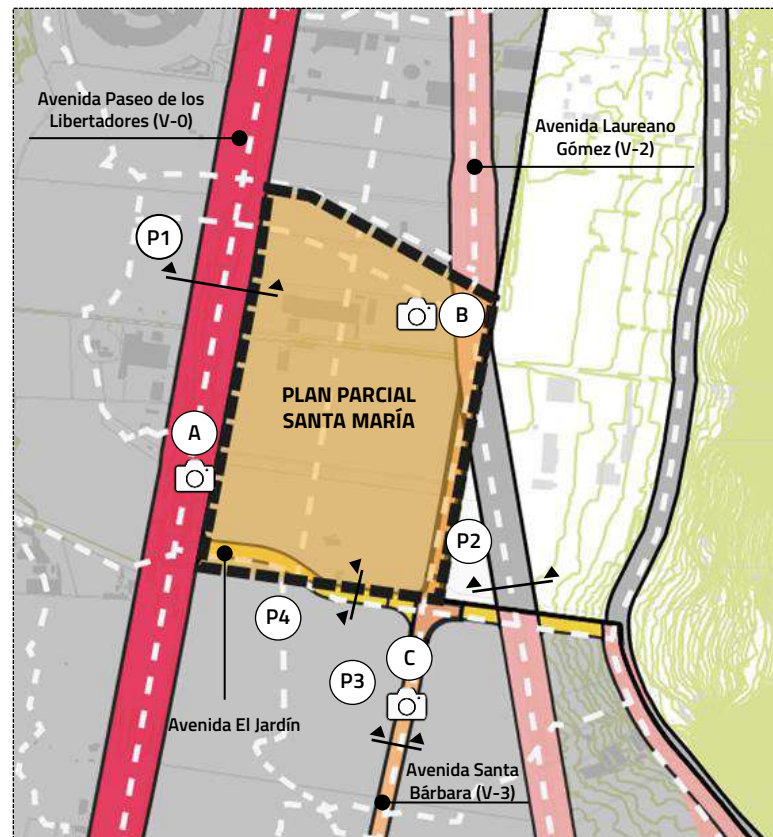 Avenida Paseo de los
Libertadores (V-0)
Avenida Laureano
Gómez (V-2)
P1
B
PLAN PARCIAL
SANTA MARÍA
A
P2
P4
C
P3
Avenida El Jardín
Avenida Santa
Bárbara (V-3)